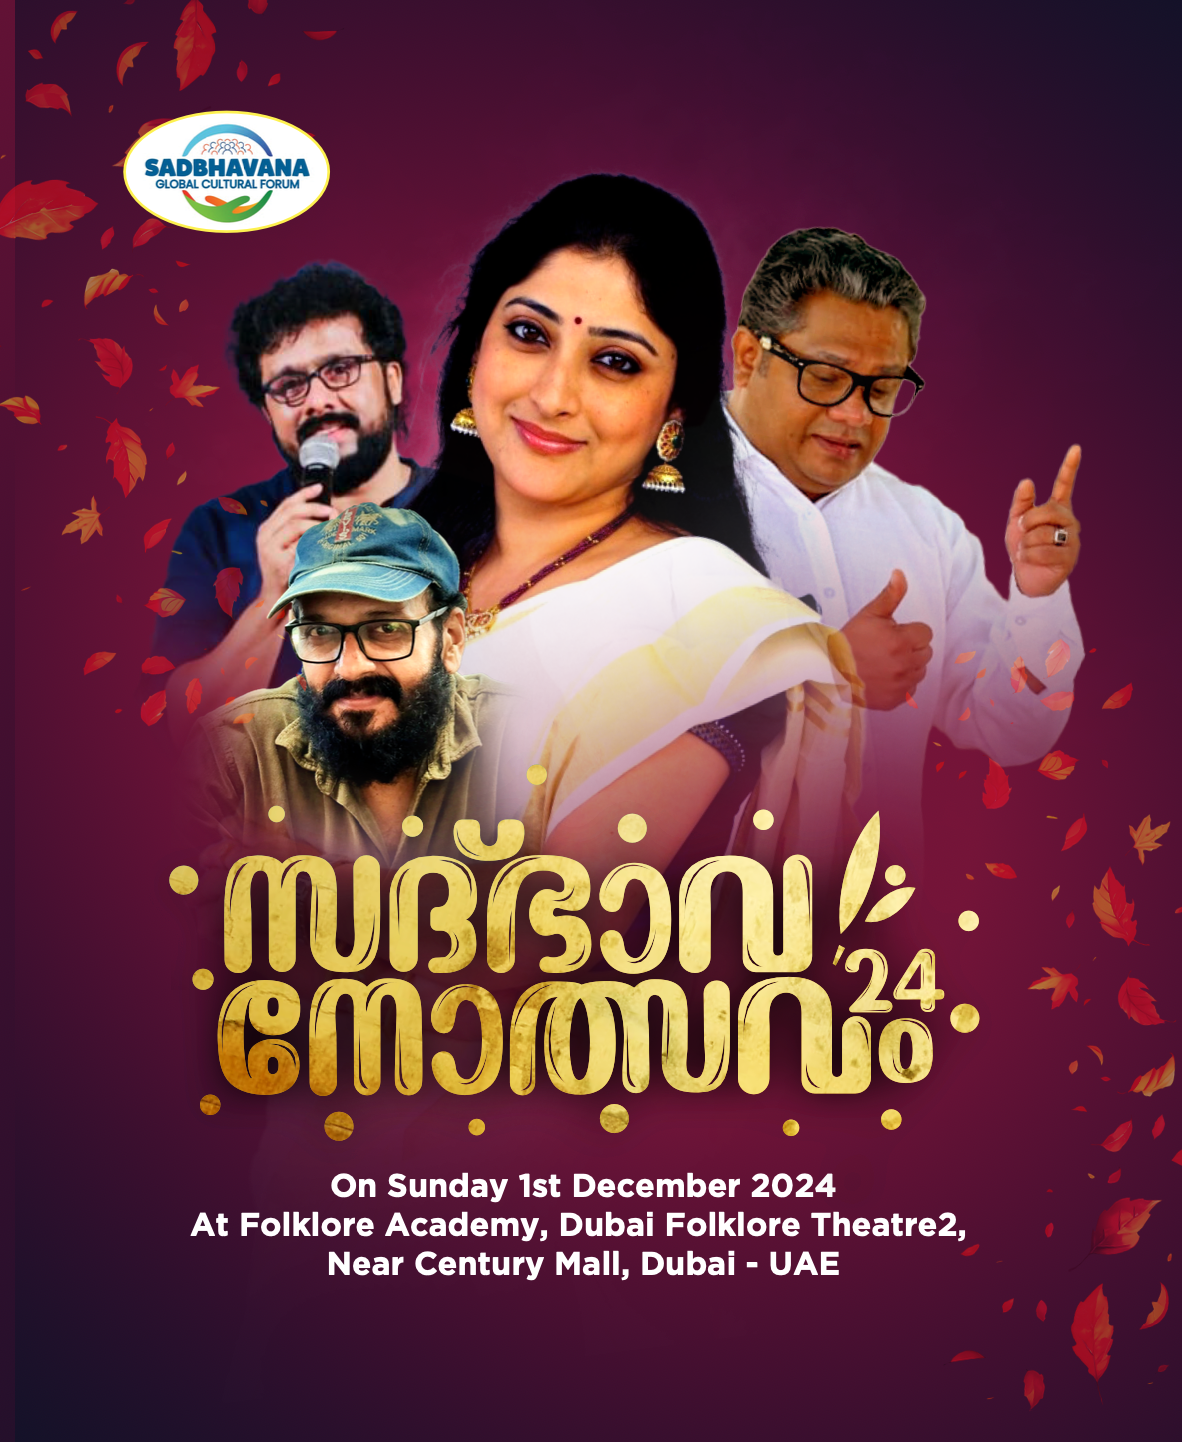 SADBHAVANA
GLOBAL CULTURAL FORUM
സദ്ഭാവ
നോത്സവം '24
On Sunday 1st December 2024
At Folklore Academy, Dubai Folklore Theatre2,
Near Century Mall, Dubai - UAE